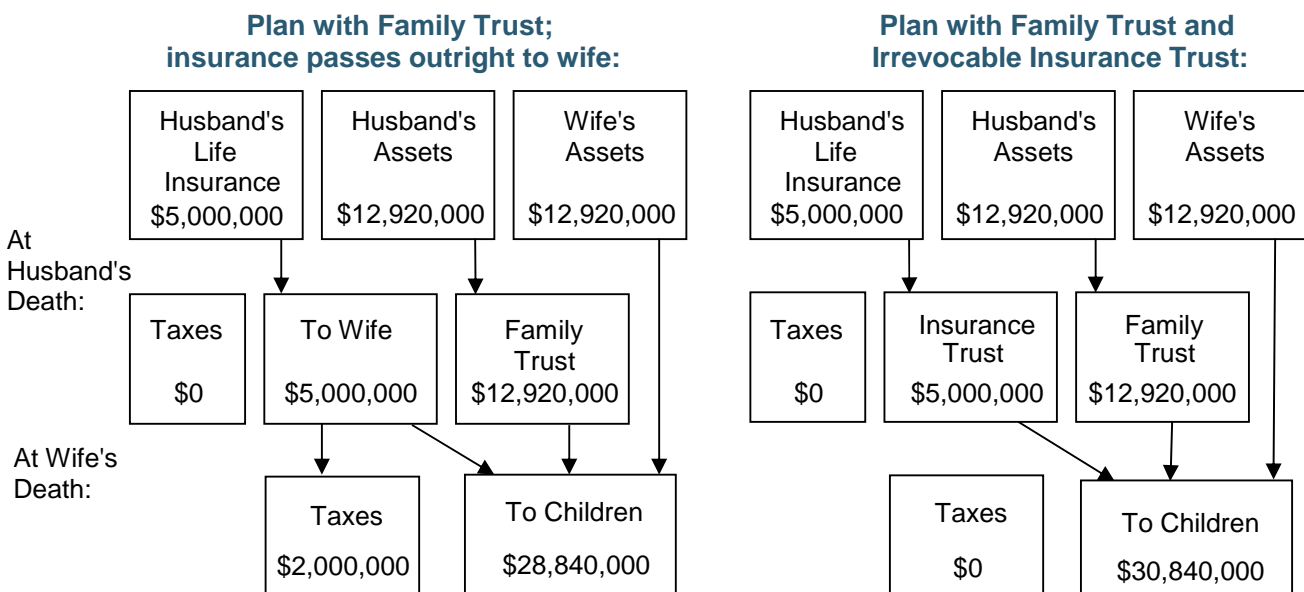 Plan with Family Trust;
insurance passes outright to wife:
Husband's
Life
Insurance
$5,000,000
Husband's
Assets
$12,920,000
Wife's
Assets
$12,920,000
At
Husband's
Death:
Taxes
$0
To Wife
$5,000,000
Family
Trust
$12,920,000
At Wife's
Death:
Taxes
$2,000,000
To Children
$28,840,000
Plan with Family Trust and
Irrevocable Insurance Trust:
Husband's
Life
Insurance
$5,000,000
Husband's
Assets
$12,920,000
Wife's
Assets
$12,920,000
Taxes
$0
Insurance
Trust
$5,000,000
Family
Trust
$12,920,000
Taxes
$0
To Children
$30,840,000